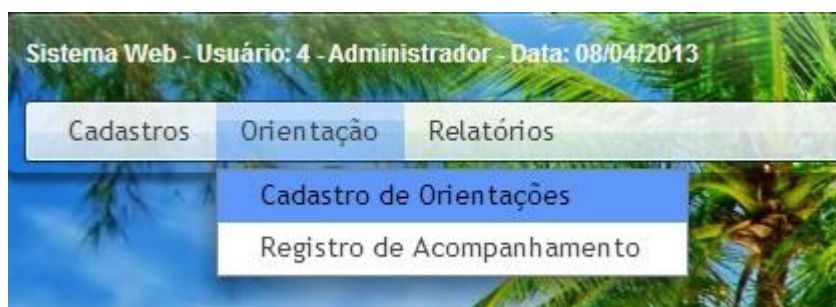 Sistema Web - Usuário: 4 - Administrador - Data: 08/04/2013
Cadastros Orientação Relatórios
Cadastro de Orientações
Registro de Acompanhamento